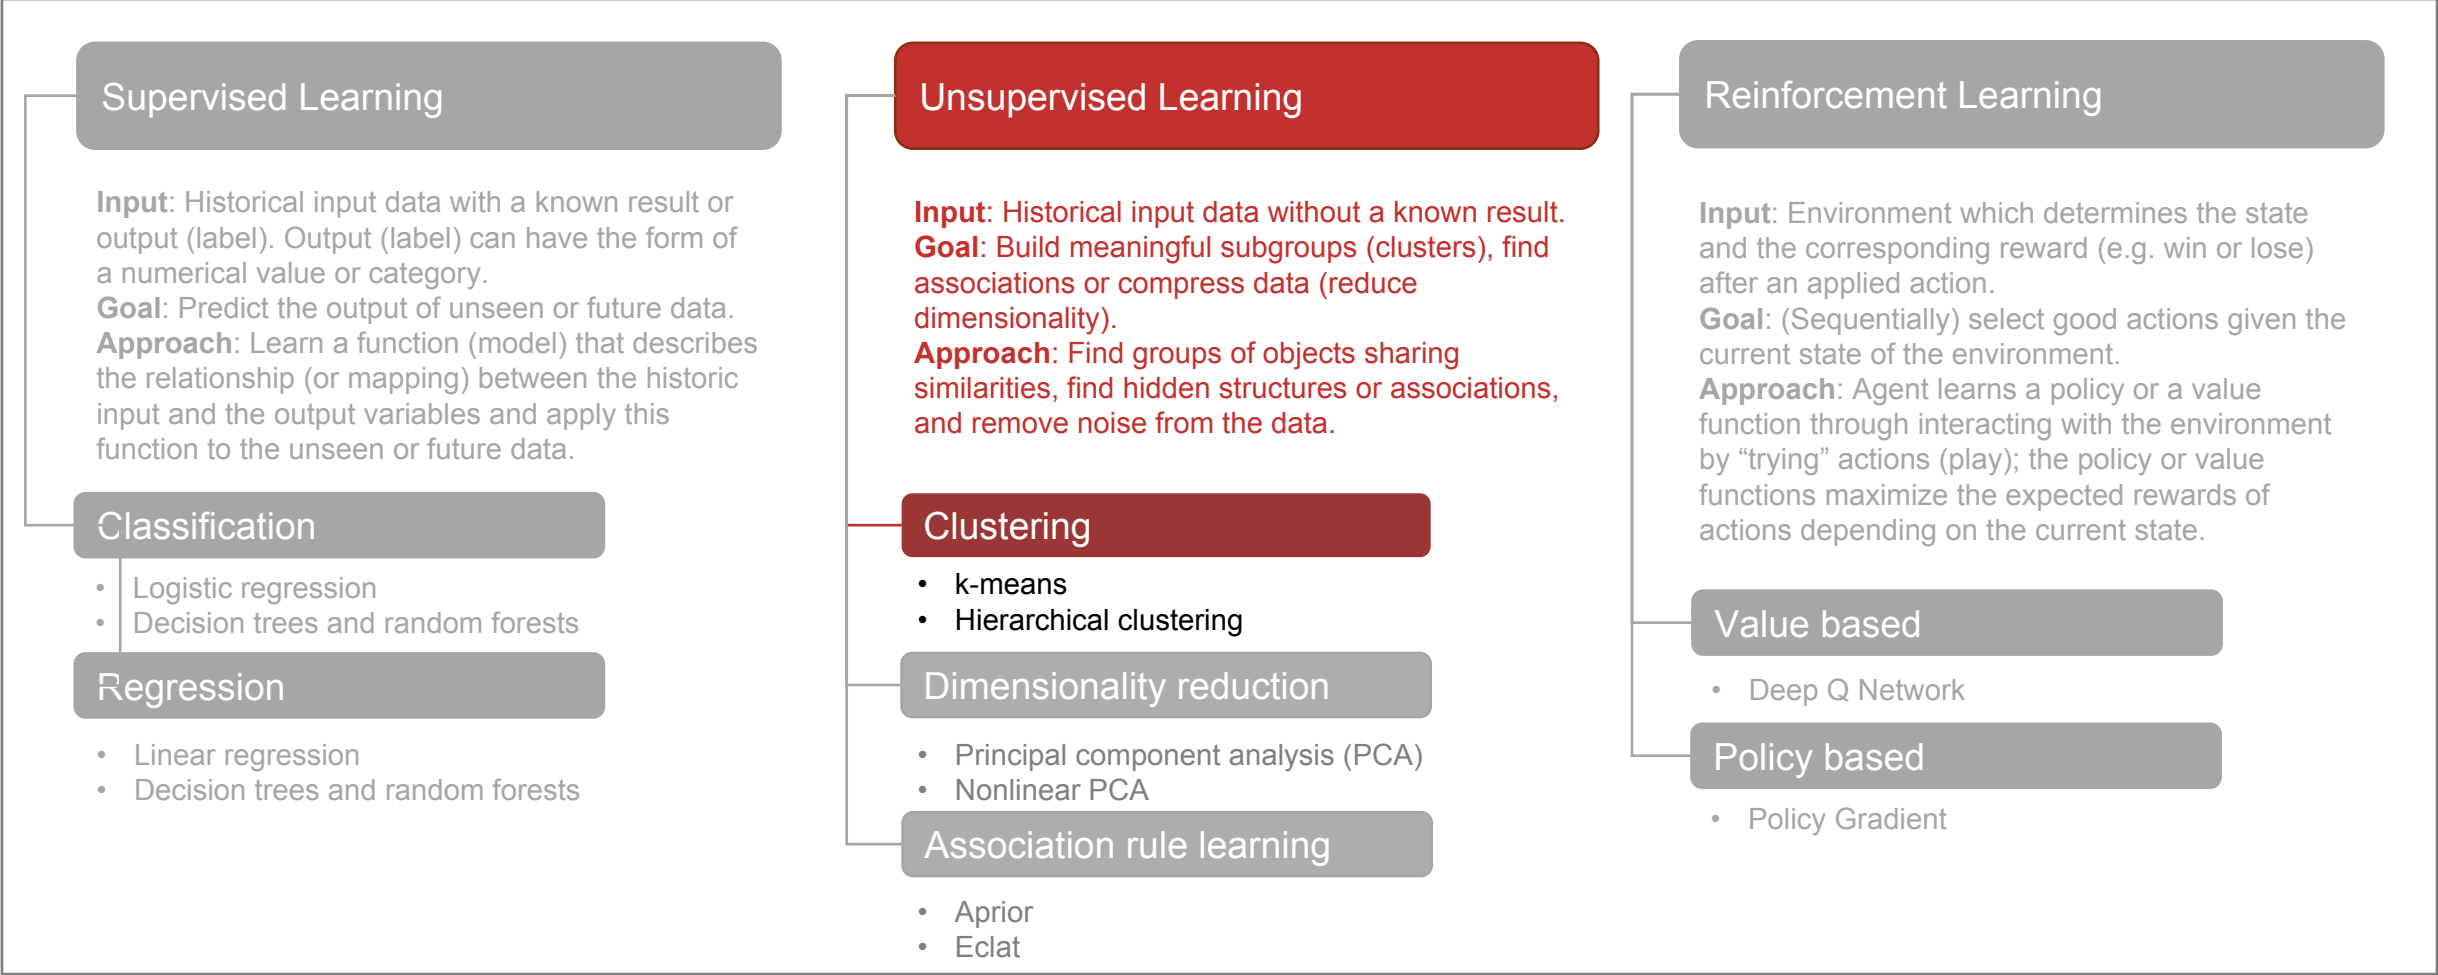 Supervised Learning
Input: Historical input data with a known result or
output (label). Output (label) can have the form of
a numerical value or category.
Goal: Predict the output of unseen or future data.
Approach: Learn a function (model) that describes
the relationship (or mapping) between the historic
input and the output variables and apply this
function to the unseen or future data.
Classification
• Logistic regression
• Decision trees and random forests
Regression
• Linear regression
• Decision trees and random forests
Unsupervised Learning
Input: Historical input data without a known result.
Goal: Build meaningful subgroups (clusters), find
associations or compress data (reduce
dimensionality).
Approach: Find groups of objects sharing
similarities, find hidden structures or associations,
and remove noise from the data.
Clustering
• k-means
• Hierarchical clustering
Dimensionality reduction
• Principal component analysis (PCA)
• Nonlinear PCA
Association rule learning
• Aprior
• Eclat
Reinforcement Learning
Input: Environment which determines the state
and the corresponding reward (e.g. win or lose)
after an applied action.
Goal: (Sequentially) select good actions given the
current state of the environment.
Approach: Agent learns a policy or a value
function through interacting with the environment
by “trying” actions (play); the policy or value
functions maximize the expected rewards of
actions depending on the current state.
Value based
• Deep Q Network
Policy based
• Policy Gradient